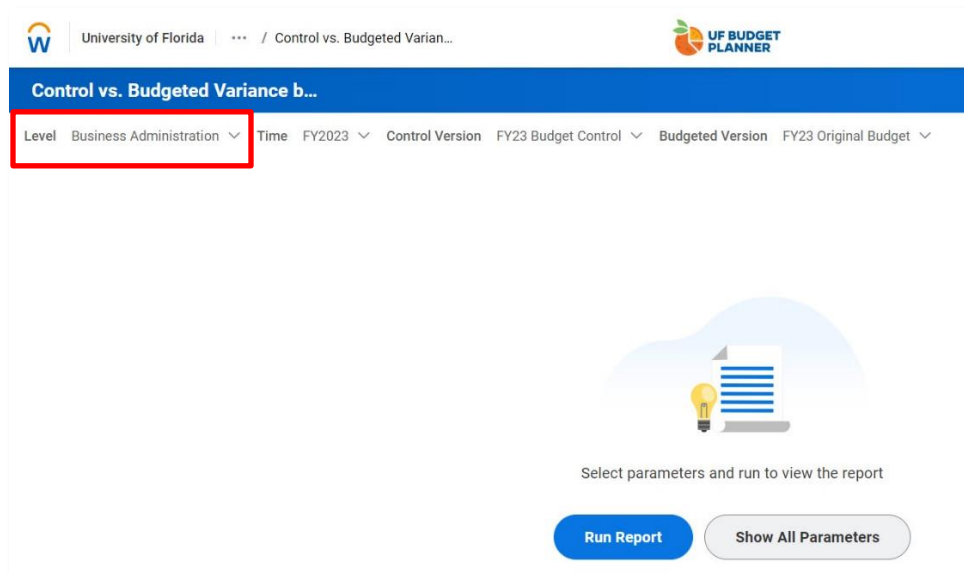 University of Florida ··· / Control vs. Budgeted Varian...
UF BUDGET
PLANNER
Control vs. Budgeted Variance b...
Level Business Administration Time FY2023 Control Version FY23 Budget Control Budgeted Version FY23 Original Budget
Select parameters and run to view the report
Run Report Show All Parameters